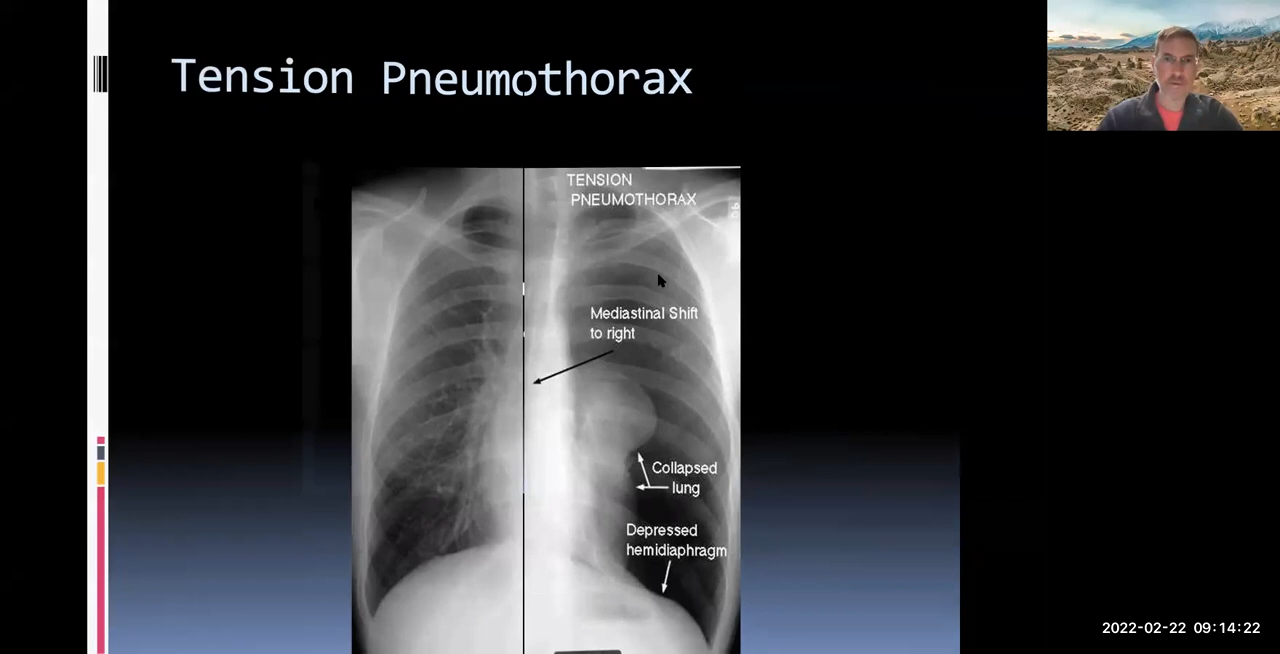 Tension Pneumothorax
TENSION
PNEUMOTHORAX
Mediastinal Shift
to right
Collapsed
lung
Depressed
hemidiaphragm
2022-02-22 09:14:22